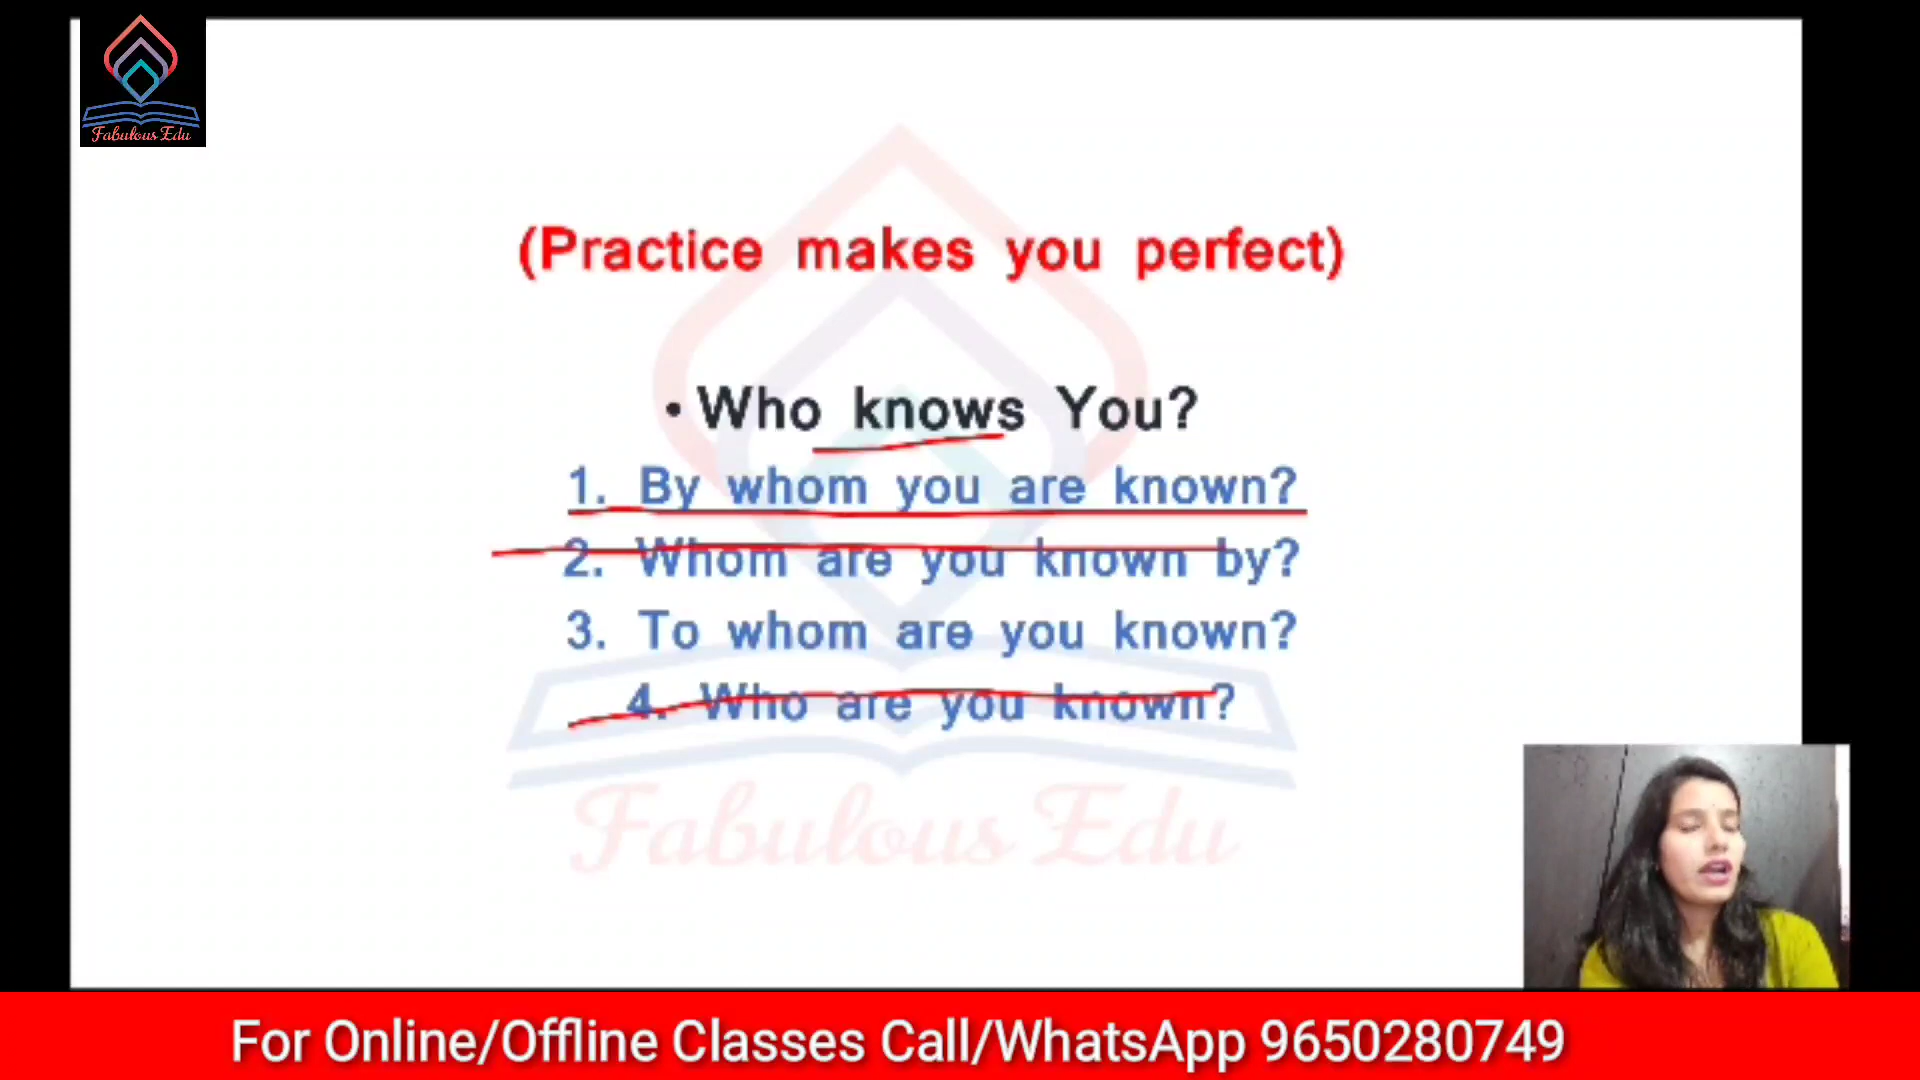 Fabulous Edu
(Practice makes you perfect)
• Who knows You?
1. By whom you are known?
2. Whom are you known by?
3. To whom are you known?
4. Who are you known?
Fabulous Edu
For Online/Offline Classes Call/WhatsApp 9650280749